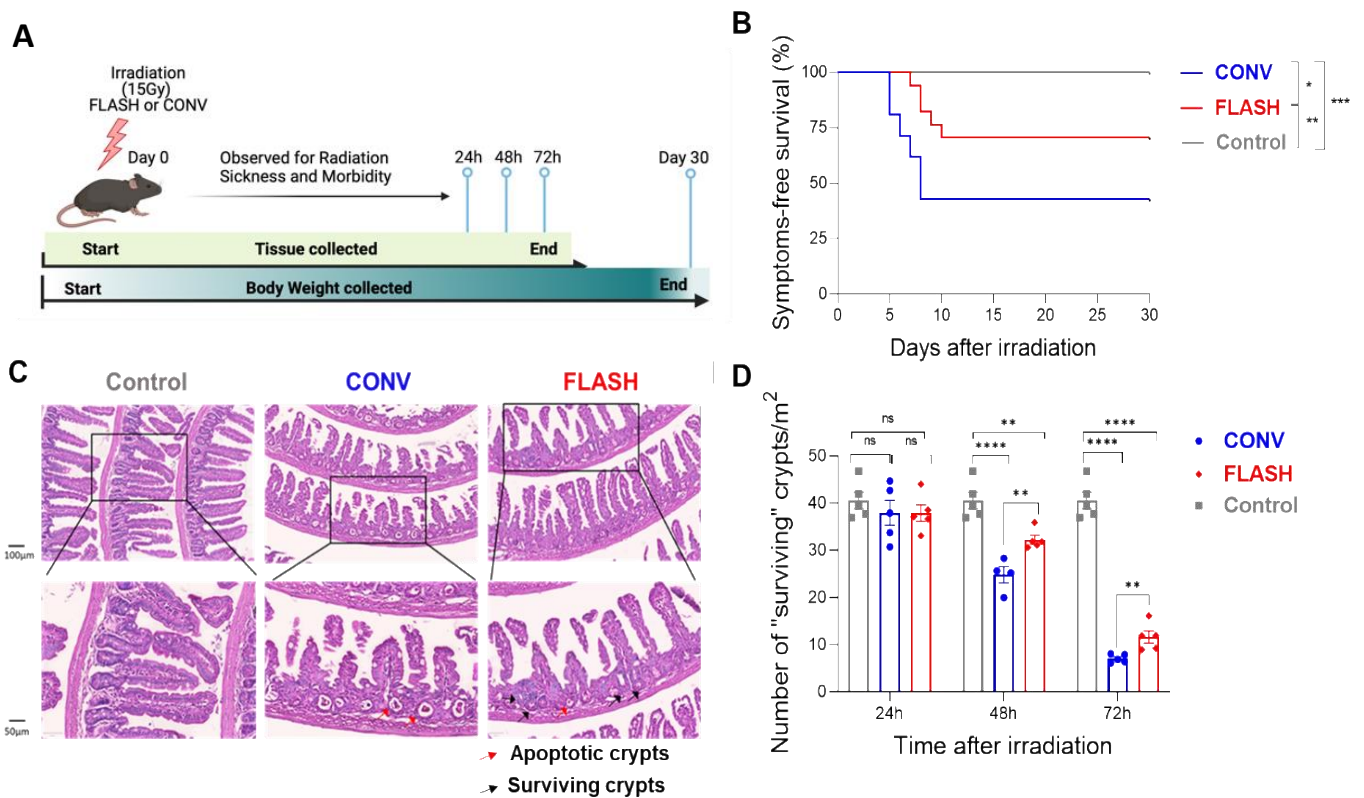 A
Irradiation
(15Gy)
FLASH or CONV
Day 0
Observed for Radiation
Sickness and Morbidity
24h 48h 72h
Day 30
Start Tissue collected End
Start Body Weight collected End
B
Symptoms-free survival (%)
100
75
50
25
0
0 5 10 15 20 25 30
Days after irradiation
CONV
FLASH
Control
*
**
***
C
Control CONV FLASH
100µm
50µm
Apoptotic crypts
Surviving crypts
D
Number of "surviving" crypts/m²
50
40
30
20
10
0
ns
ns ns
**
****
**
****
****
**
24h 48h 72h
Time after irradiation
CONV
FLASH
Control